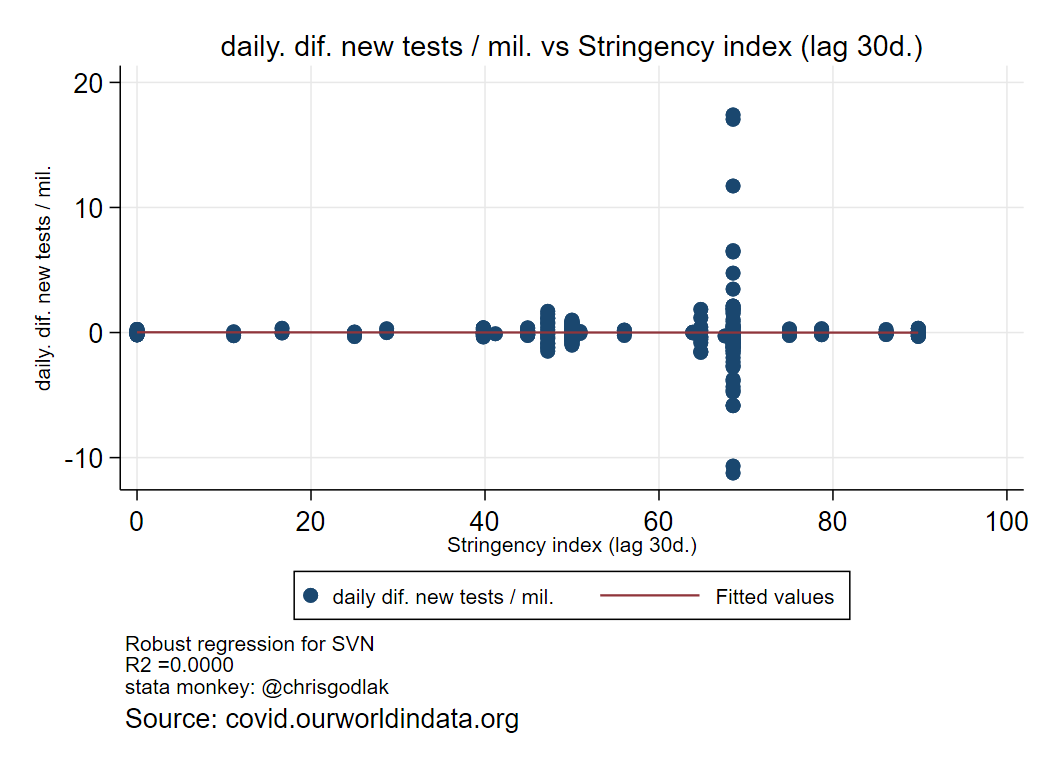 daily. dif. new tests / mil. vs Stringency index (lag 30d.)
daily. dif. new tests / mil.
20
10
0
-10
0 20 40 60 80 100
Stringency index (lag 30d.)
daily dif. new tests / mil. Fitted values
Robust regression for SVN
R2 =0.0000
stata monkey: @chrisgodlak
Source: covid.ourworldindata.org